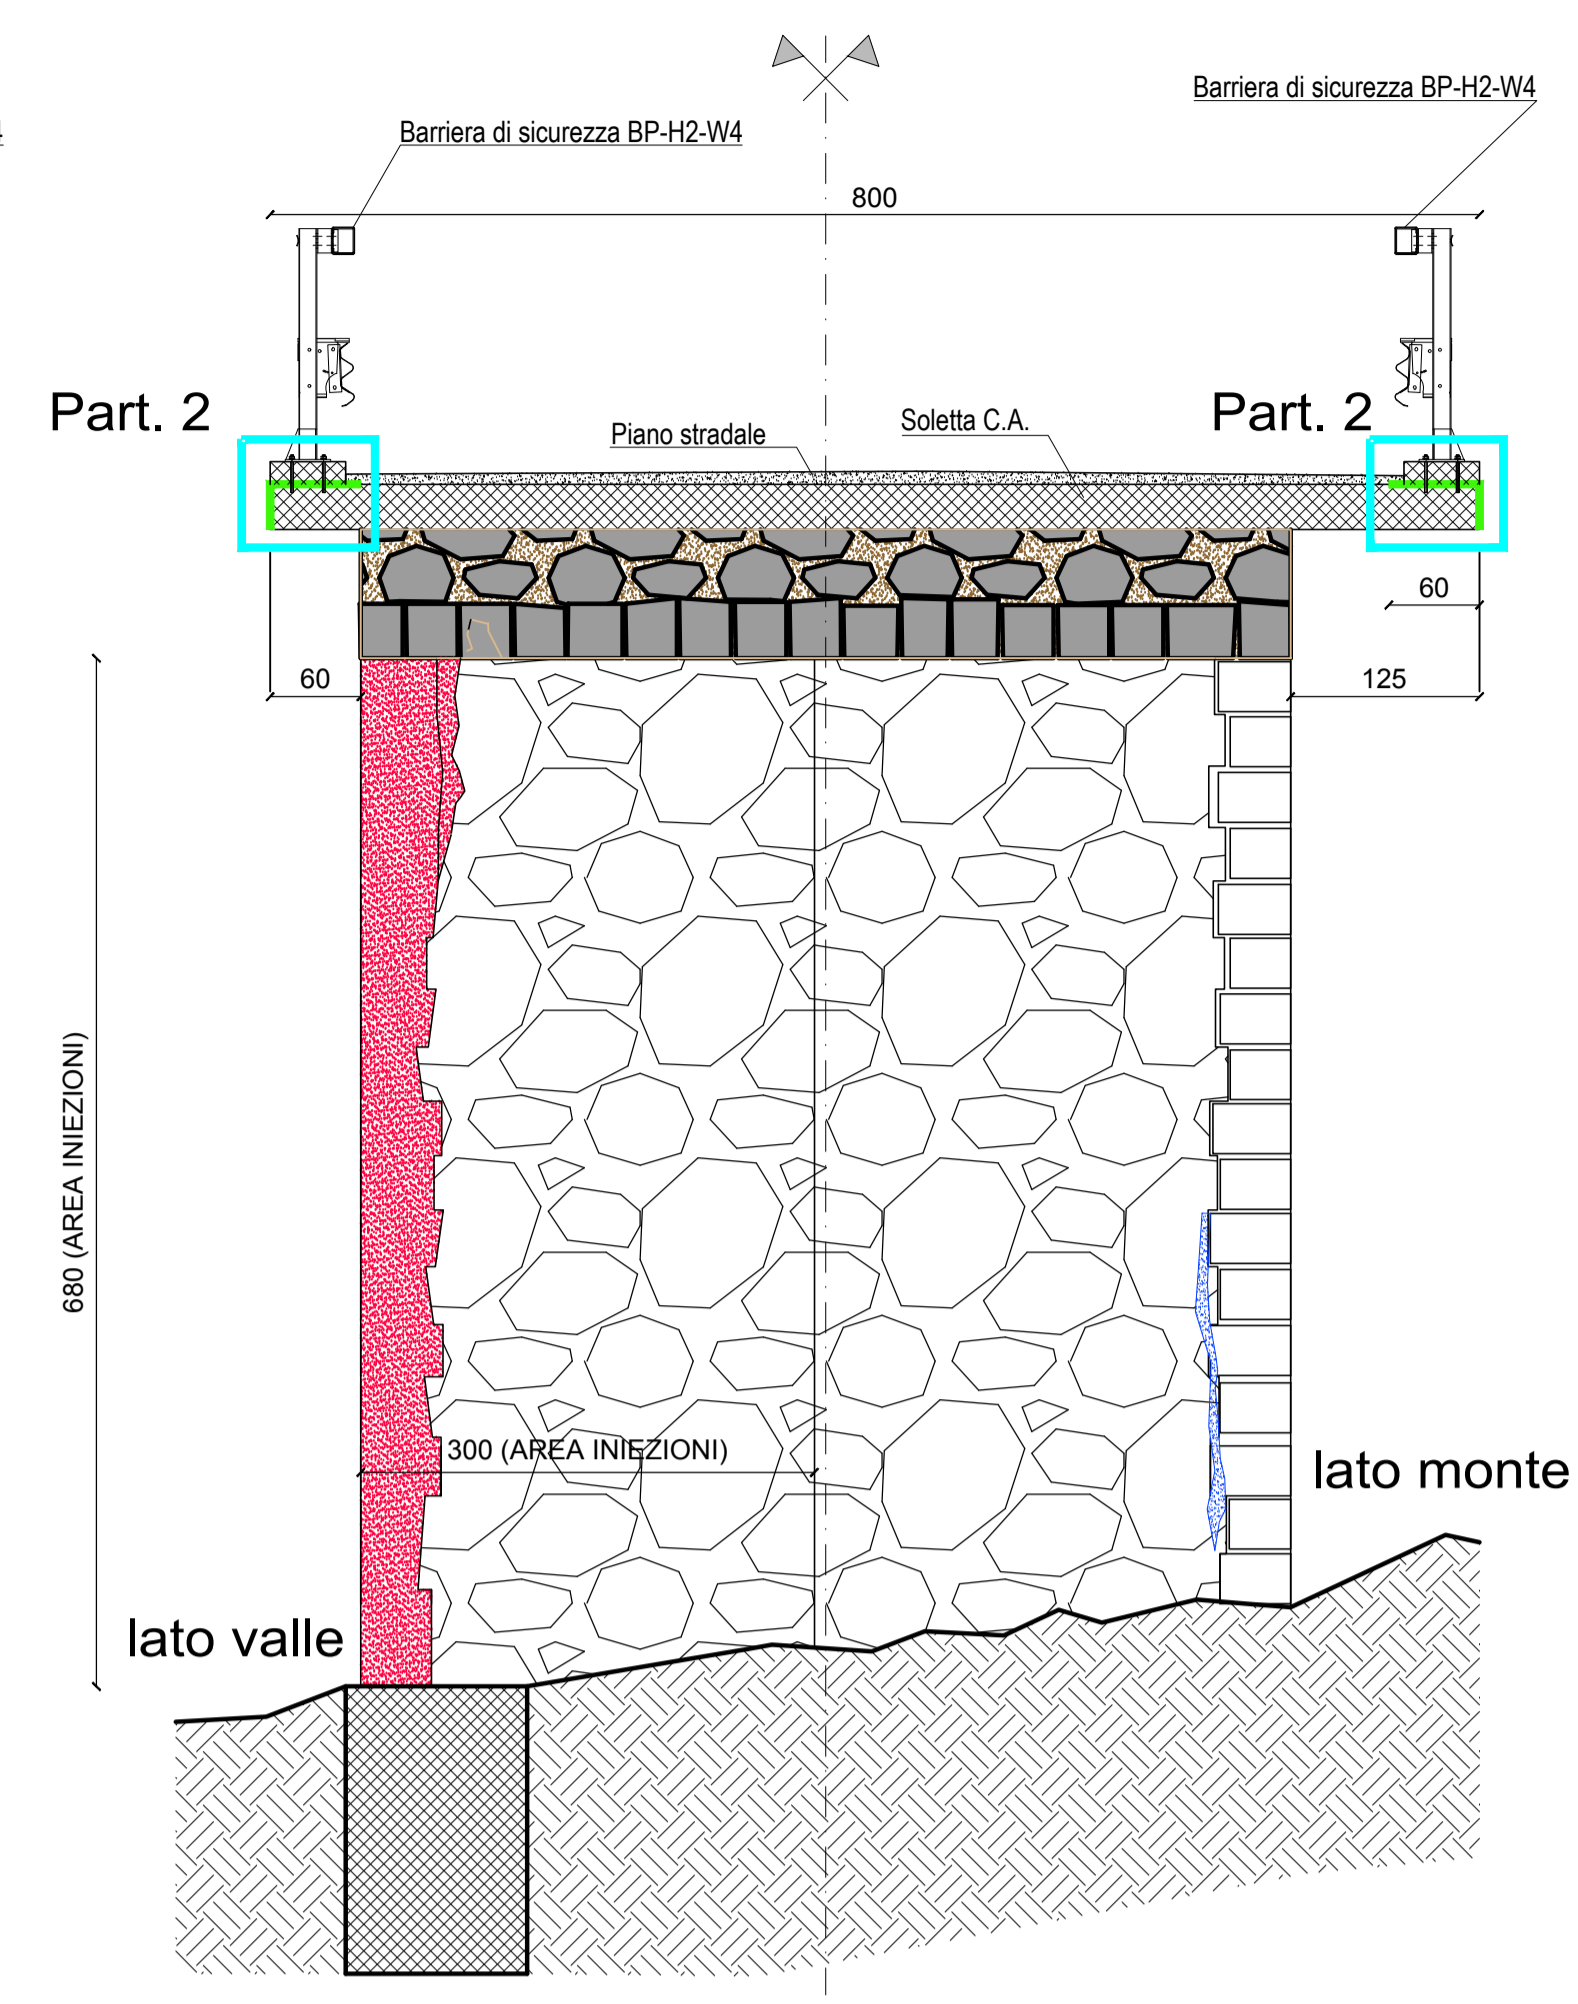 Barriera di sicurezza BP-H2-W4
4
Barriera di sicurezza BP-H2-W4
800
Part. 2
Part. 2
Piano stradale
Soletta C.A.
60
60
125
680 (AREA INIEZIONI)
300 (AREA INIEZIONI)
lato monte
lato valle